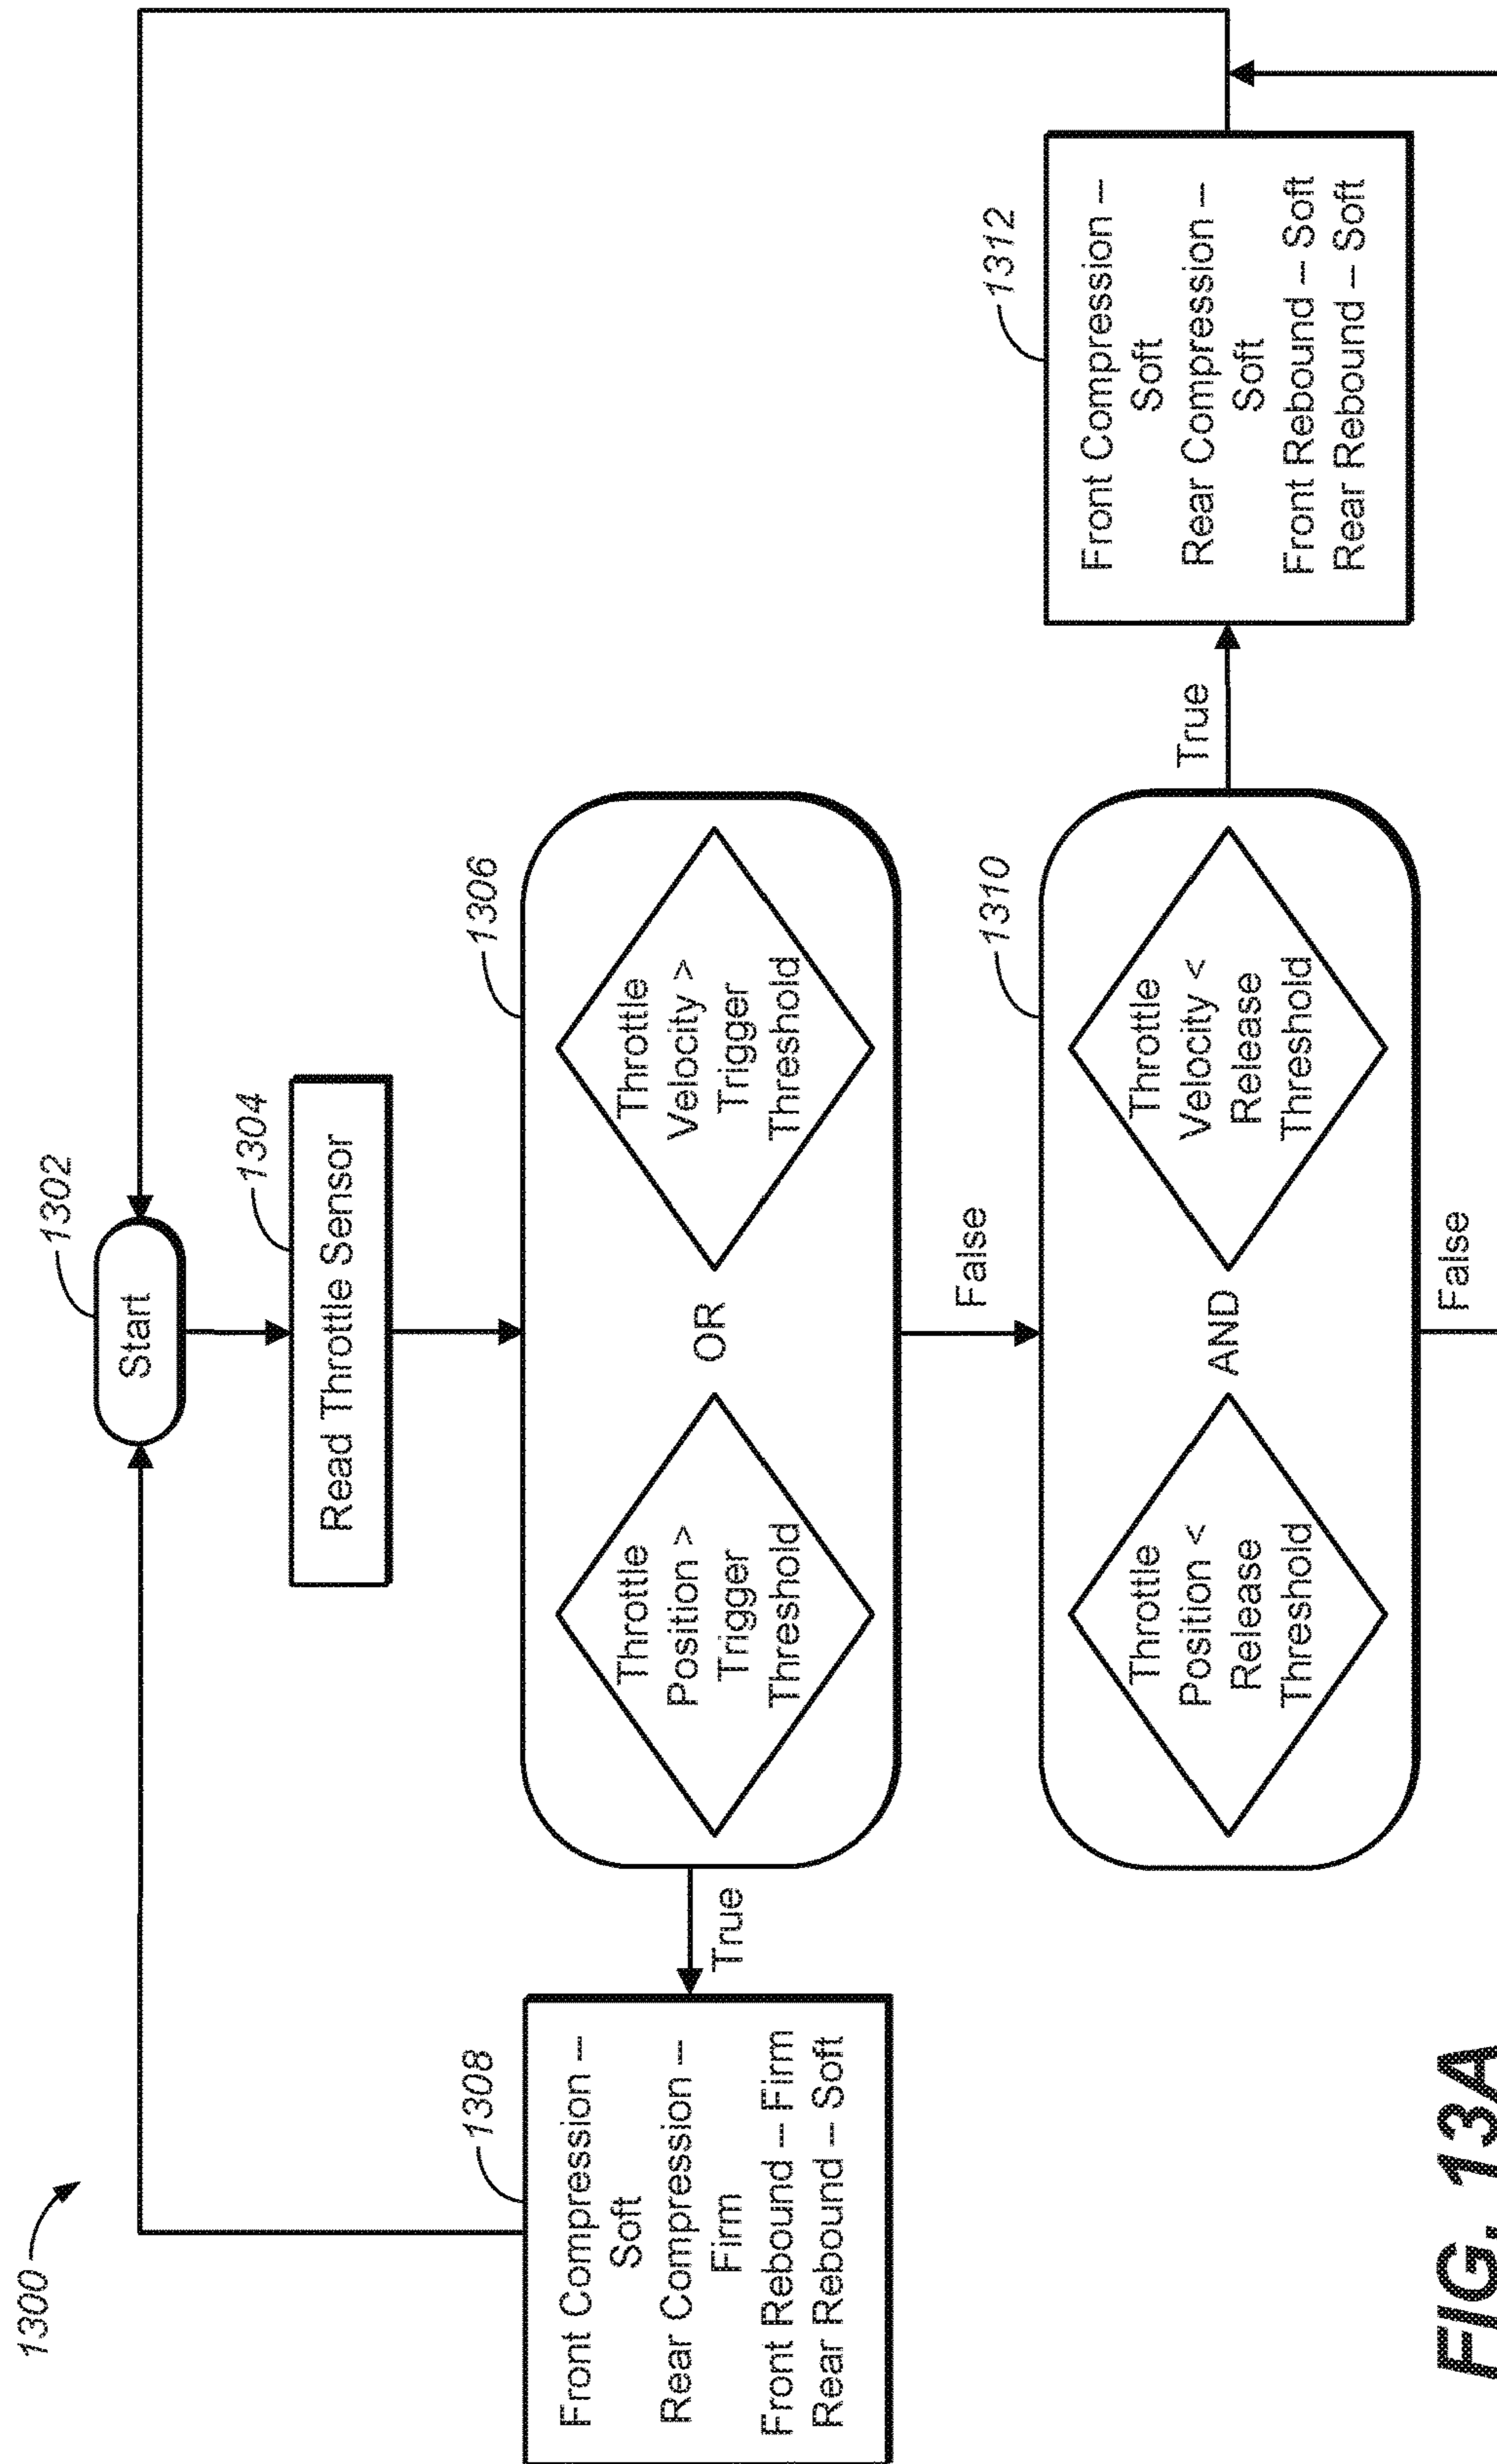 1300
1302
Start
1304
Read Throttle Sensor
1306
Throttle
Position >
Trigger
Threshold
OR
Throttle
Velocity >
Trigger
Threshold
True
1308
Front Compression –
Soft
Rear Compression –
Firm
Front Rebound – Firm
Rear Rebound – Soft
False
1310
Throttle
Position <
Release
Threshold
AND
Throttle
Velocity <
Release
Threshold
True
1312
Front Compression –
Soft
Rear Compression –
Soft
Front Rebound – Soft
Rear Rebound – Soft
False
FIG. 13A